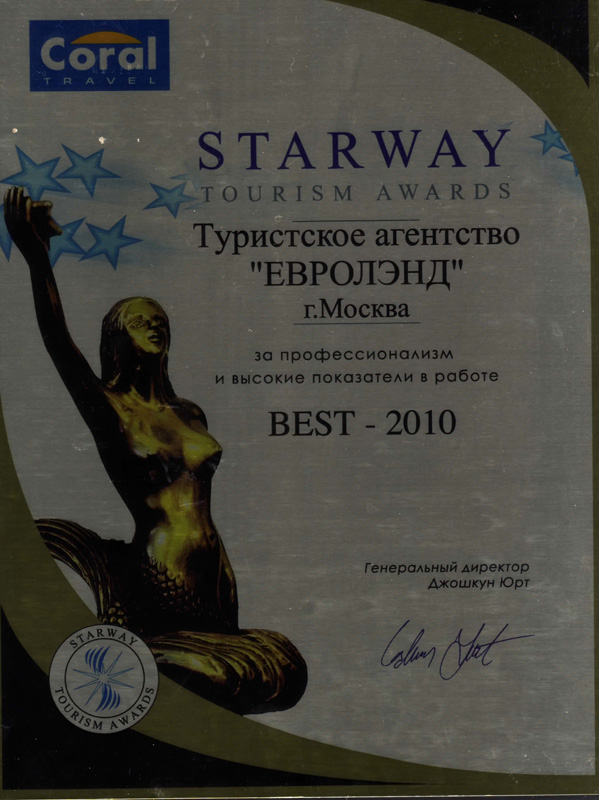 Coral
TRAVEL
STARWAY
TOURISM AWARDS
Туристское агентство
"ЕВРОЛЭНД"
г.Москва
за профессионализм
и высокие показатели в работе
BEST - 2010
Генеральный директор
Джошкун Юрт
STARWAY
TOURISM AWARDS